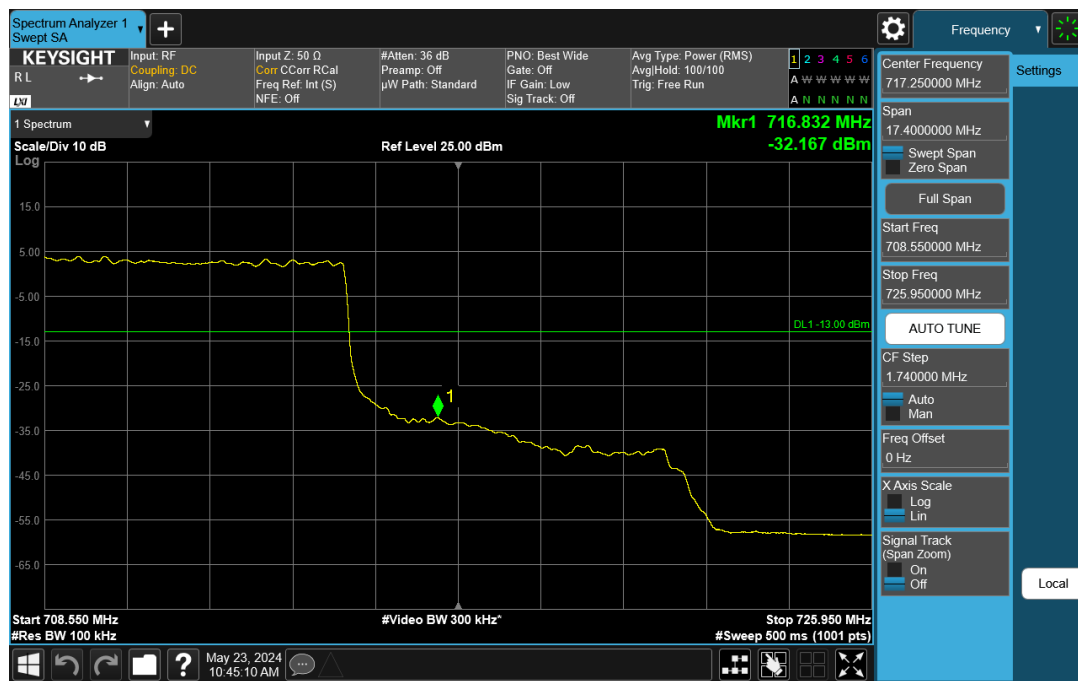 Spectrum Analyzer 1
Swept SA
Frequency
KEYSIGHT
R L
LXI
Input: RF
Coupling: DC
Align: Auto
Input Z: 50 Ω
Corr CCorr RCal
Freq Ref: Int (S)
NFE: Off
#Atten: 36 dB
Preamp: Off
µW Path: Standard
PNO: Best Wide
Gate: Off
IF Gain: Low
Sig Track: Off
Avg Type: Power (RMS)
Avg|Hold: 100/100
Trig: Free Run
1 2 3 4 5 6
A W W W W W
A N N N N N
1 Spectrum
Scale/Div 10 dB
Log
Ref Level 25.00 dBm
Mkr1 716.832 MHz
-32.167 dBm
15.0
5.00
-5.00
DL1 -13.00 dBm
-15.0
-25.0
1
-35.0
-45.0
-55.0
-65.0
Start 708.550 MHz
#Res BW 100 kHz
#Video BW 300 kHz*
Stop 725.950 MHz
#Sweep 500 ms (1001 pts)
Center Frequency
717.250000 MHz
Settings
Span
17.4000000 MHz
Swept Span
Zero Span
Full Span
Start Freq
708.550000 MHz
Stop Freq
725.950000 MHz
AUTO TUNE
CF Step
1.740000 MHz
Auto
Man
Freq Offset
0 Hz
X Axis Scale
Log
Lin
Signal Track
(Span Zoom)
On
Off
Local
?
May 23, 2024
10:45:10 AM